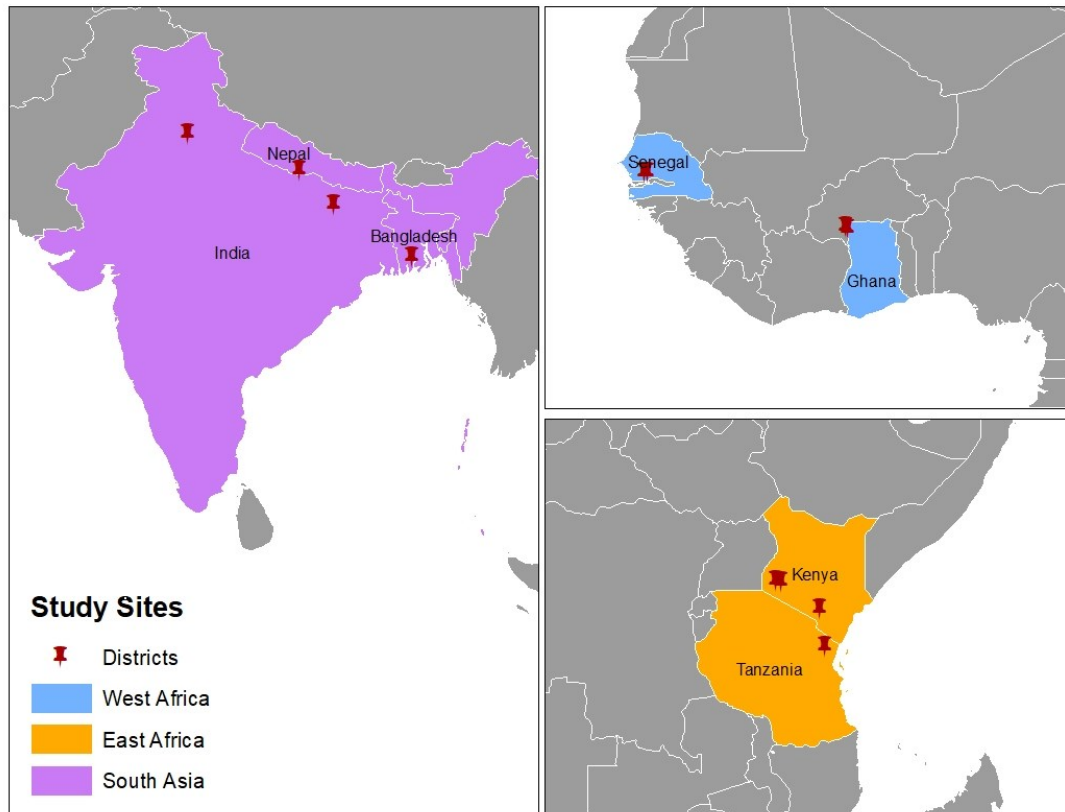 Nepal
Bangladesh
India
Study Sites
Districts
West Africa
East Africa
South Asia
Senegal
Ghana
Kenya
Tanzania